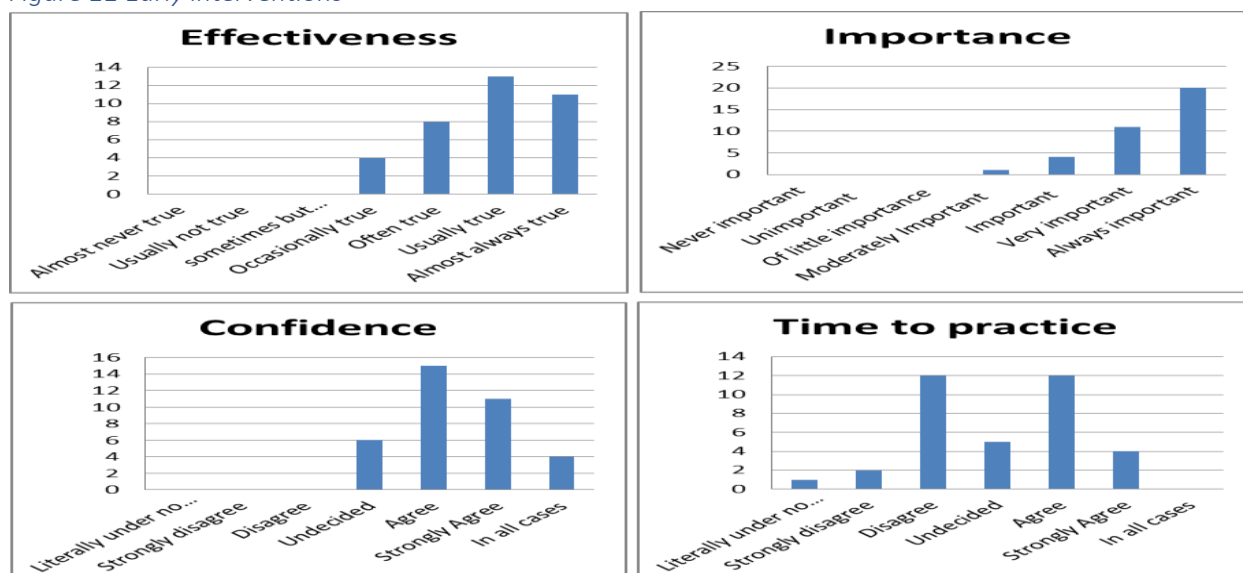 Effectiveness
14
12
10
8
6
4
2
0
Almost never true
Usually not true
sometimes but...
Occasionally true
Often true
Usually true
Almost always true
Importance
25
20
15
10
5
0
Never important
Unimportant
Of little importance
Moderately Important
Important
Very important
Always important
Confidence
16
14
12
10
8
6
4
2
0
Literally under no...
Strongly disagree
Disagree
Undecided
Agree
Strongly Agree
In all cases
Time to practice
14
12
10
8
6
4
2
0
Literally under no...
Strongly disagree
Disagree
Undecided
Agree
Strongly Agree
In all cases